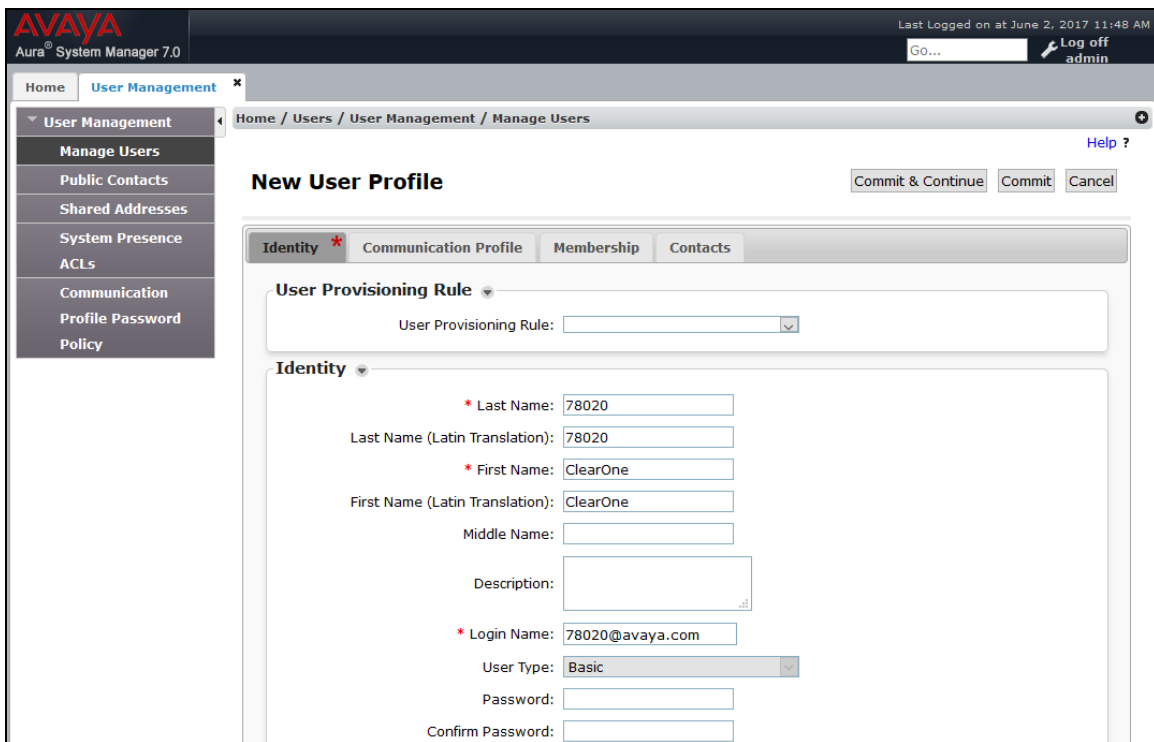 AVAYA
Last Logged on at June 2, 2017 11:48 AM
Aura® System Manager 7.0
Go...
Log off
admin
Home
User Management
User Management
Home / Users / User Management / Manage Users
Help ?
Manage Users
Public Contacts
Shared Addresses
System Presence
ACLs
Communication
Profile Password
Policy
New User Profile
Commit & Continue
Commit
Cancel
Identity *
Communication Profile
Membership
Contacts
User Provisioning Rule
User Provisioning Rule:
Identity
* Last Name: 78020
Last Name (Latin Translation): 78020
* First Name: ClearOne
First Name (Latin Translation): ClearOne
Middle Name:
Description:
* Login Name: 78020@avaya.com
User Type: Basic
Password:
Confirm Password: